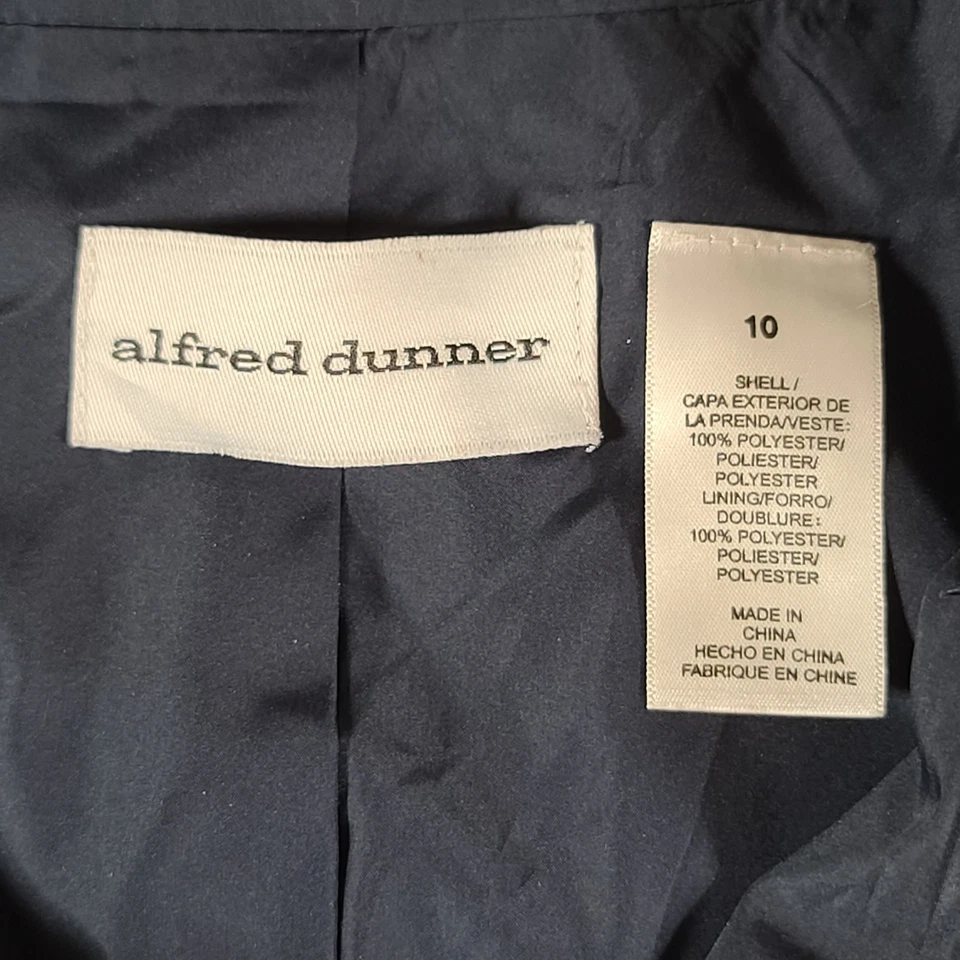 alfred dunner
10
SHELL /
CAPA EXTERIOR DE
LA PRENDA/VESTE:
100% POLYESTER/
POLIESTER/
POLYESTER
LINING/FORRO/
DOUBLURE:
100% POLYESTER/
POLIESTER/
POLYESTER
MADE IN
CHINA
HECHO EN CHINA
FABRIQUE EN CHINE